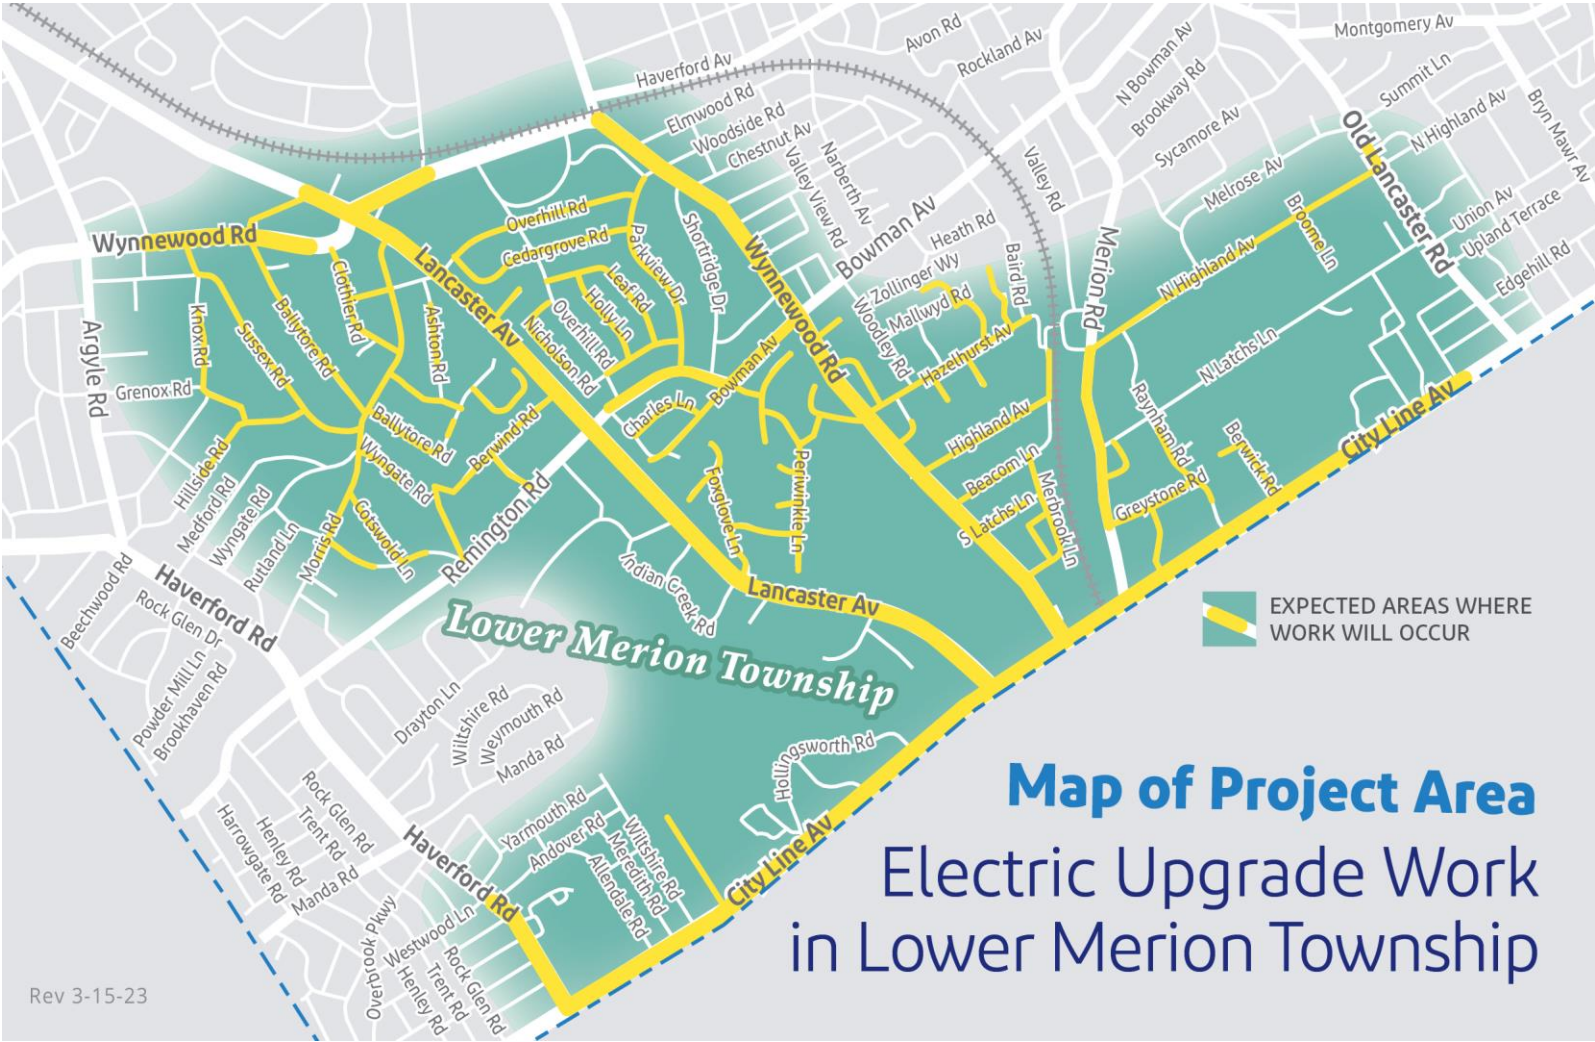 Montgomery Av
Avon Rd
Rockland Av
N Bowman Av
Brookway Rd
Summit Ln
Haverford Av
Elmwood Rd
Woodside Rd
Chestnut Av
Valley View Rd
Narberth Av
Valley Rd
Sycamore Av
Old Lancaster Rd
N Highland Av
Bryn Mawr Av
Melrose Av
Broome Ln
Union Av
Upland Terrace
Edgehill Rd
Wynnewood Rd
Overhill Rd
Cedargrove Rd
Parkview Dr
Shortridge Dr
Wynnewood Rd
Bowman Av
Heath Rd
Zollinger Wy
Baird Rd
Merion Rd
N Highland Av
Lancaster Av
Clothier Rd
Leaf Rd
Holly Ln
Overhill Rd
Nicholson Rd
Mallwyd Rd
Woodley Rd
Hazelhurst Av
N Latchs Ln
Knox Rd
Sussex Rd
Ballytore Rd
Ashton Rd
Argyle Rd
Grenox Rd
Bowman Av
Charles Ln
Raynham Rd
Berwick Rd
City Line Av
Ballytore Rd
Berwind Rd
Highland Av
Beacom Ln
Merbrook Ln
Greystone Rd
Hillside Rd
Wyngate Rd
Foxglove Ln
Periwinkle Ln
S Latchs Ln
Medford Rd
Wyngate Rd
Rutland Ln
Morris Rd
Cotswold Ln
Remington Rd
Indian Creek Rd
Lancaster Av
Beechwood Rd
Haverford Rd
Rock Glen Dr
Powder Mill Ln
Brookhaven Rd
Lower Merion Township
EXPECTED AREAS WHERE
WORK WILL OCCUR
Drayton Ln
Wiltshire Rd
Weymouth Rd
Manda Rd
Hollingsworth Rd
City Line Av
Harrowgate Rd
Henley Rd
Trent Rd
Rock Glen Rd
Manda Rd
Haverford Rd
Yarmouth Rd
Andover Rd
Wiltshire Rd
Meredith Rd
Allendale Rd
Overbrook Pkwy
Westwood Ln
Henley Rd
Trent Rd
Rock Glen Rd
Map of Project Area
Electric Upgrade Work
in Lower Merion Township
Rev 3-15-23